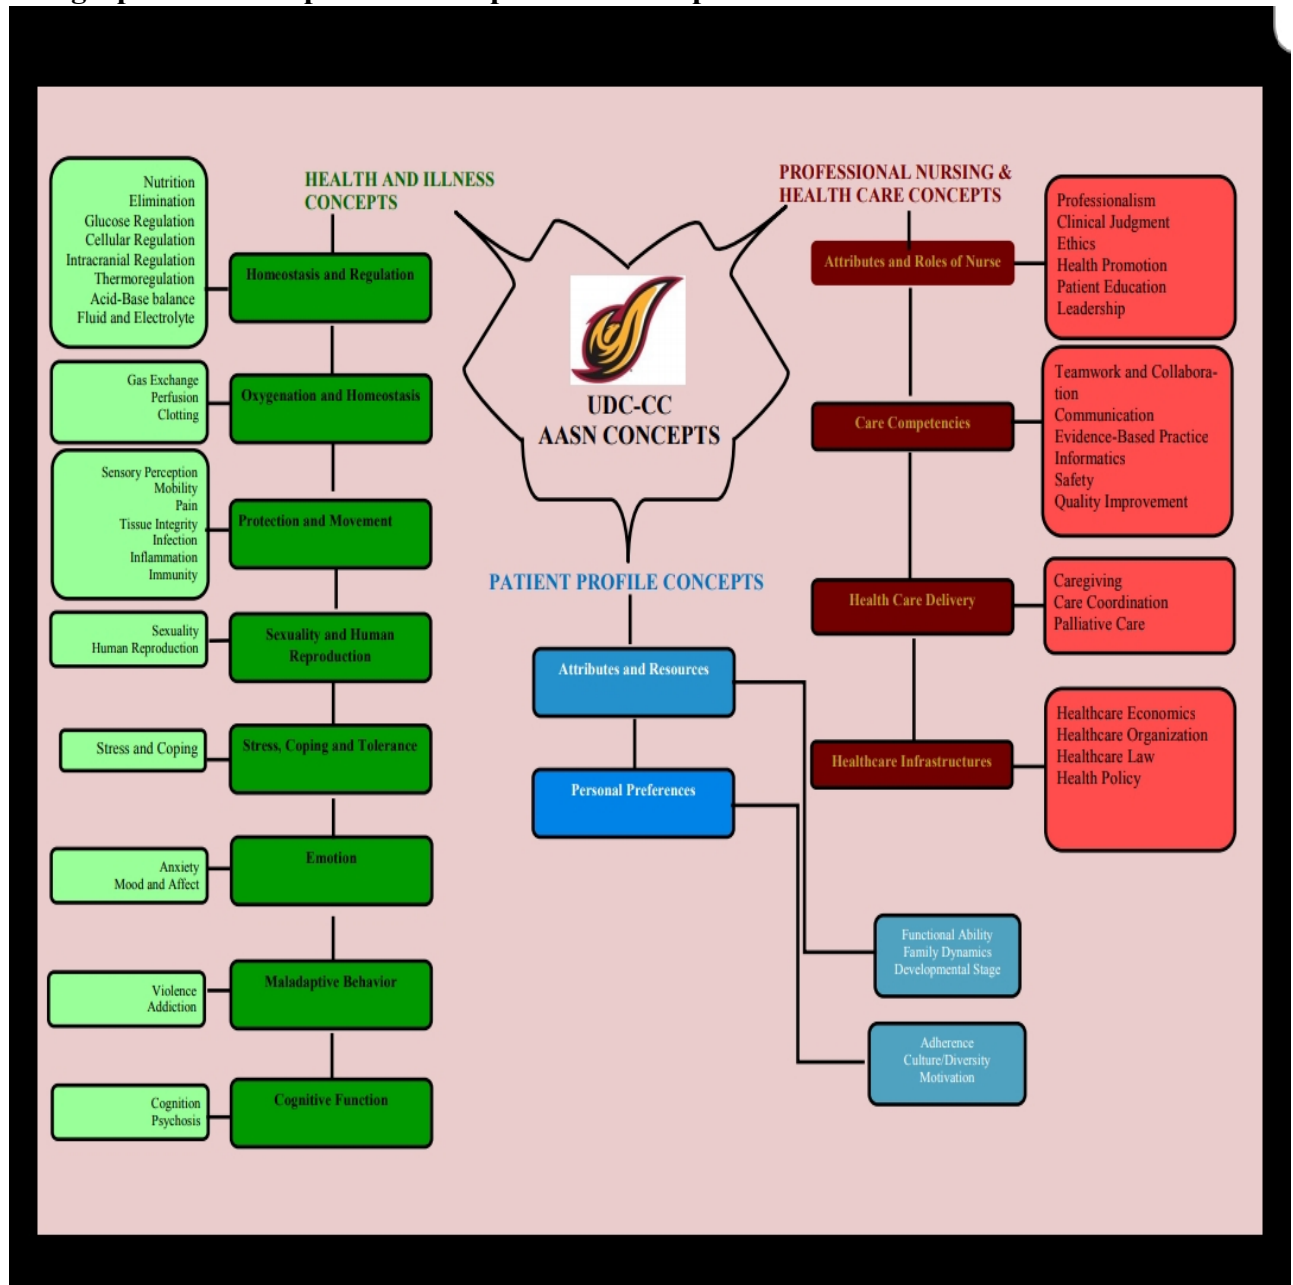 HEALTH AND ILLNESS
CONCEPTS
Nutrition
Elimination
Glucose Regulation
Cellular Regulation
Intracranial Regulation
Thermoregulation
Acid-Base balance
Fluid and Electrolyte
Homeostasis and Regulation
Gas Exchange
Perfusion
Clotting
Oxygenation and Homeostasis
Sensory Perception
Mobility
Pain
Tissue Integrity
Infection
Inflammation
Immunity
Protection and Movement
Sexuality
Human Reproduction
Sexuality and Human
Reproduction
Stress and Coping
Stress, Coping and Tolerance
Anxiety
Mood and Affect
Emotion
Violence
Addiction
Maladaptive Behavior
Cognition
Psychosis
Cognitive Function
UDC-CC
AASN CONCEPTS
PATIENT PROFILE CONCEPTS
Attributes and Resources
Personal Preferences
Functional Ability
Family Dynamics
Developmental Stage
Adherence
Culture/Diversity
Motivation
PROFESSIONAL NURSING &
HEALTH CARE CONCEPTS
Attributes and Roles of Nurse
Professionalism
Clinical Judgment
Ethics
Health Promotion
Patient Education
Leadership
Care Competencies
Teamwork and Collabora-
tion
Communication
Evidence-Based Practice
Informatics
Safety
Quality Improvement
Health Care Delivery
Caregiving
Care Coordination
Palliative Care
Healthcare Infrastructures
Healthcare Economics
Healthcare Organization
Healthcare Law
Health Policy